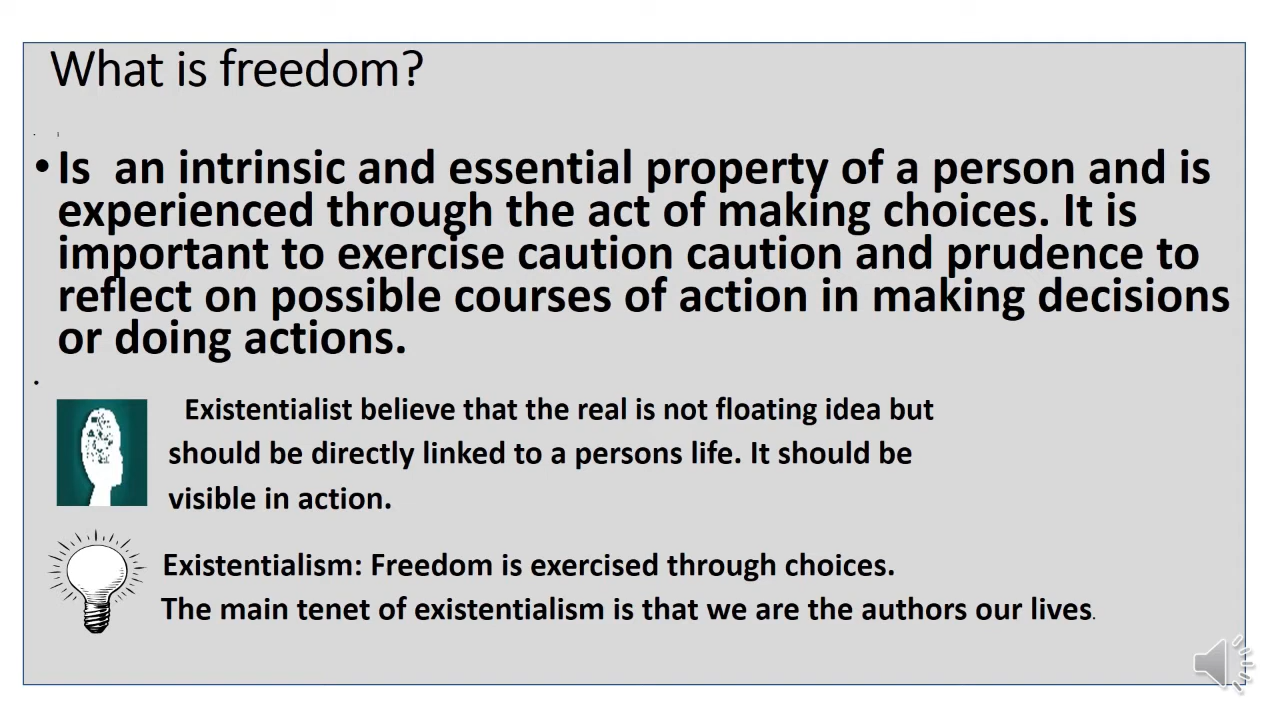 What is freedom?
• Is an intrinsic and essential property of a person and is
experienced through the act of making choices. It is
important to exercise caution caution and prudence to
reflect on possible courses of action in making decisions
or doing actions.
Existentialist believe that the real is not floating idea but
should be directly linked to a persons life. It should be
visible in action.
Existentialism: Freedom is exercised through choices.
The main tenet of existentialism is that we are the authors our lives.